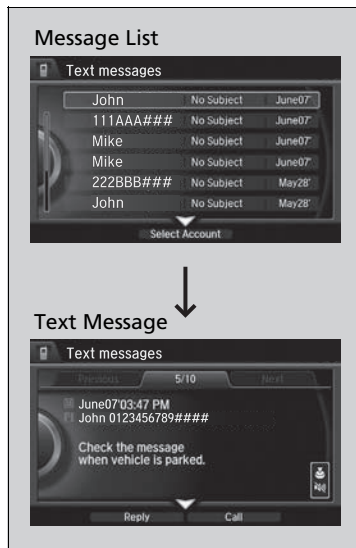 Message List
Text messages
John No Subject June07'
111AAA### No Subject June07'
Mike No Subject June07'
Mike No Subject June07'
222BBB### No Subject May28'
John No Subject May28'
Select Account
Text Message
Text messages
Previous 5/10 Next
June07'03:47 PM
John 0123456789####
Check the message
when vehicle is parked.
Reply Call